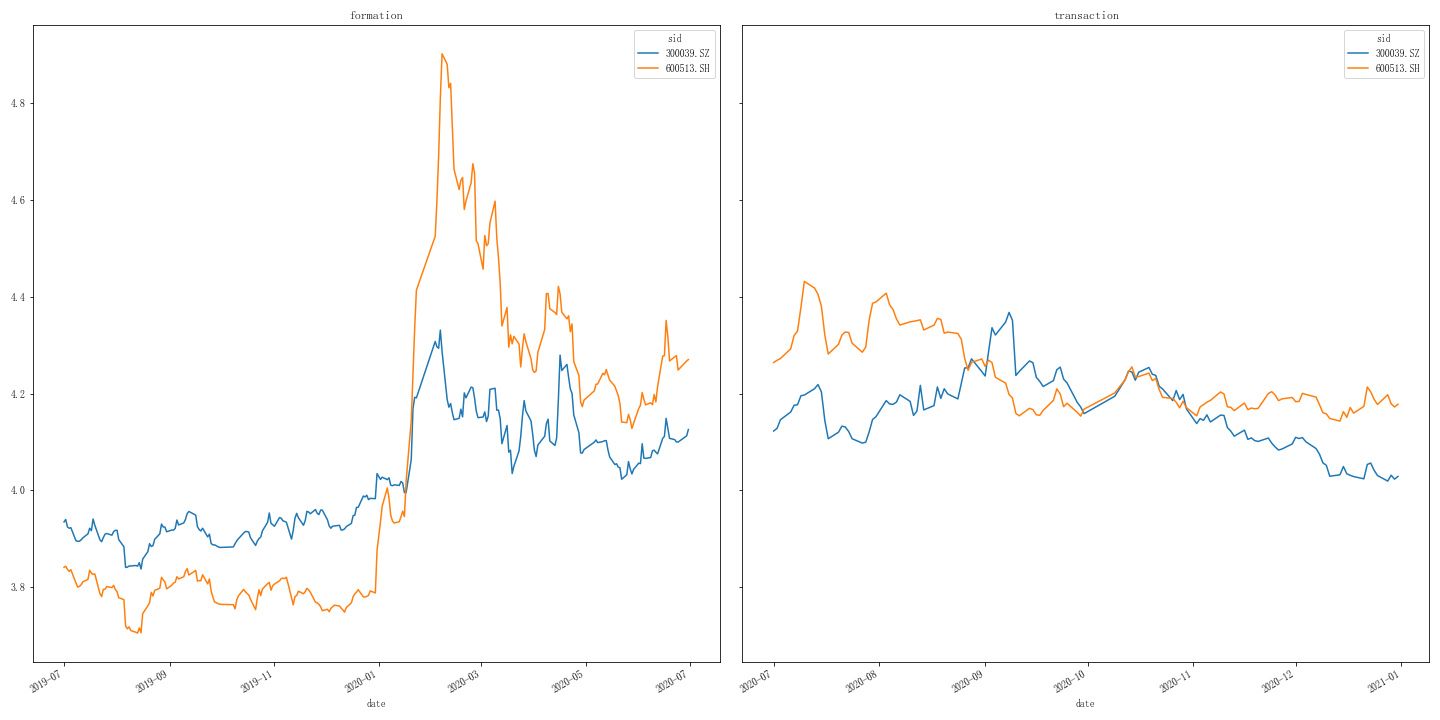 formation
sid
300039.SZ
600513.SH
4.8
4.6
4.4
4.2
4.0
3.8
2019-07
2019-09
2019-11
2020-01
2020-03
2020-05
2020-07
date
transaction
sid
300039.SZ
600513.SH
2020-07
2020-08
2020-09
2020-10
2020-11
2020-12
2021-01
date